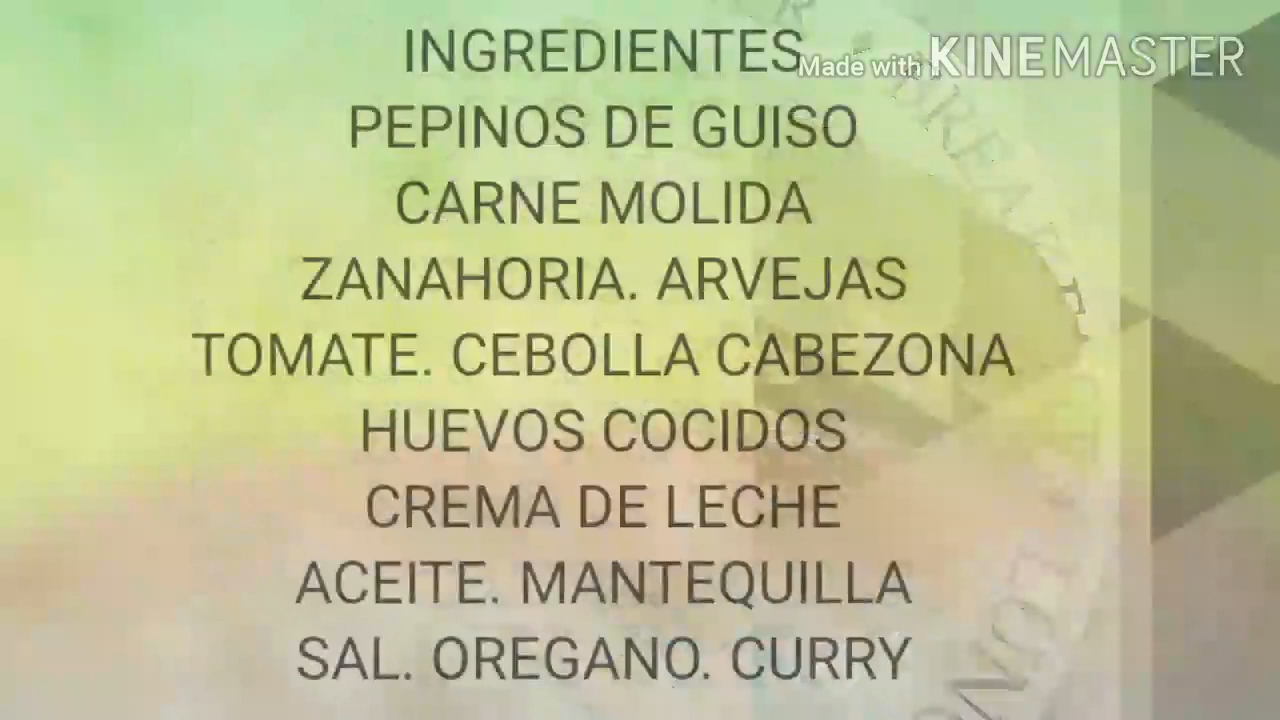 INGREDIENTES
Made with KINEMASTER
PEPINOS DE GUISO
CARNE MOLIDA
ZANAHORIA. ARVEJAS
TOMATE. CEBOLLA CABEZONA
HUEVOS COCIDOS
CREMA DE LECHE
ACEITE. MANTEQUILLA
SAL. OREGANO. CURRY